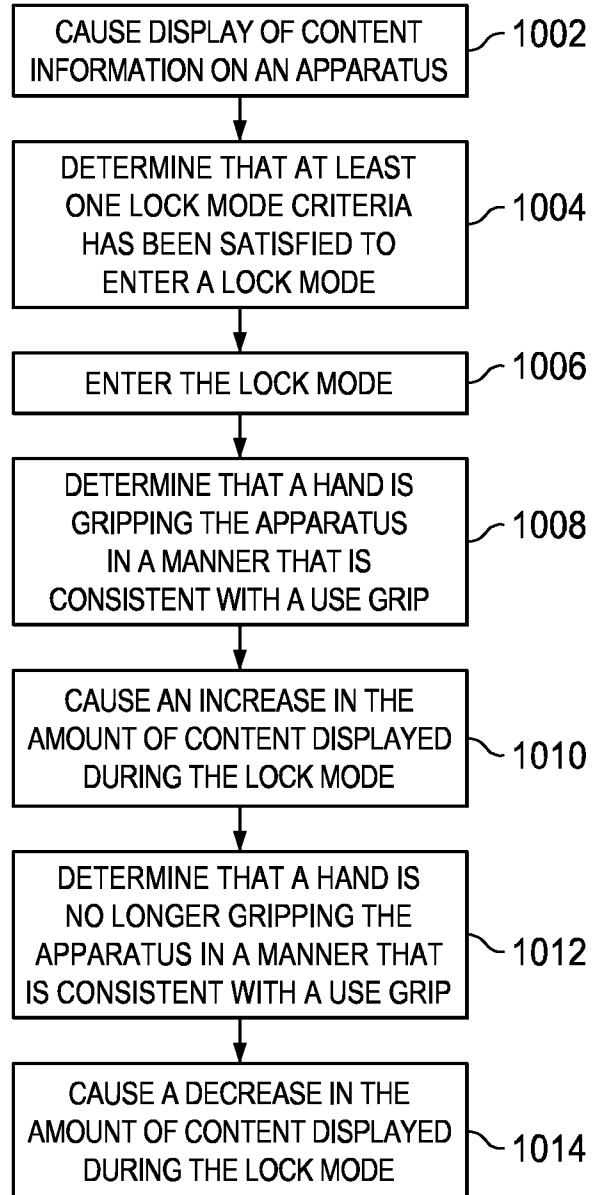 CAUSE DISPLAY OF CONTENT
INFORMATION ON AN APPARATUS
1002
DETERMINE THAT AT LEAST
ONE LOCK MODE CRITERIA
HAS BEEN SATISFIED TO
ENTER A LOCK MODE
1004
ENTER THE LOCK MODE
1006
DETERMINE THAT A HAND IS
GRIPPING THE APPARATUS
IN A MANNER THAT IS
CONSISTENT WITH A USE GRIP
1008
CAUSE AN INCREASE IN THE
AMOUNT OF CONTENT DISPLAYED
DURING THE LOCK MODE
1010
DETERMINE THAT A HAND IS
NO LONGER GRIPPING THE
APPARATUS IN A MANNER THAT
IS CONSISTENT WITH A USE GRIP
1012
CAUSE A DECREASE IN THE
AMOUNT OF CONTENT DISPLAYED
DURING THE LOCK MODE
1014